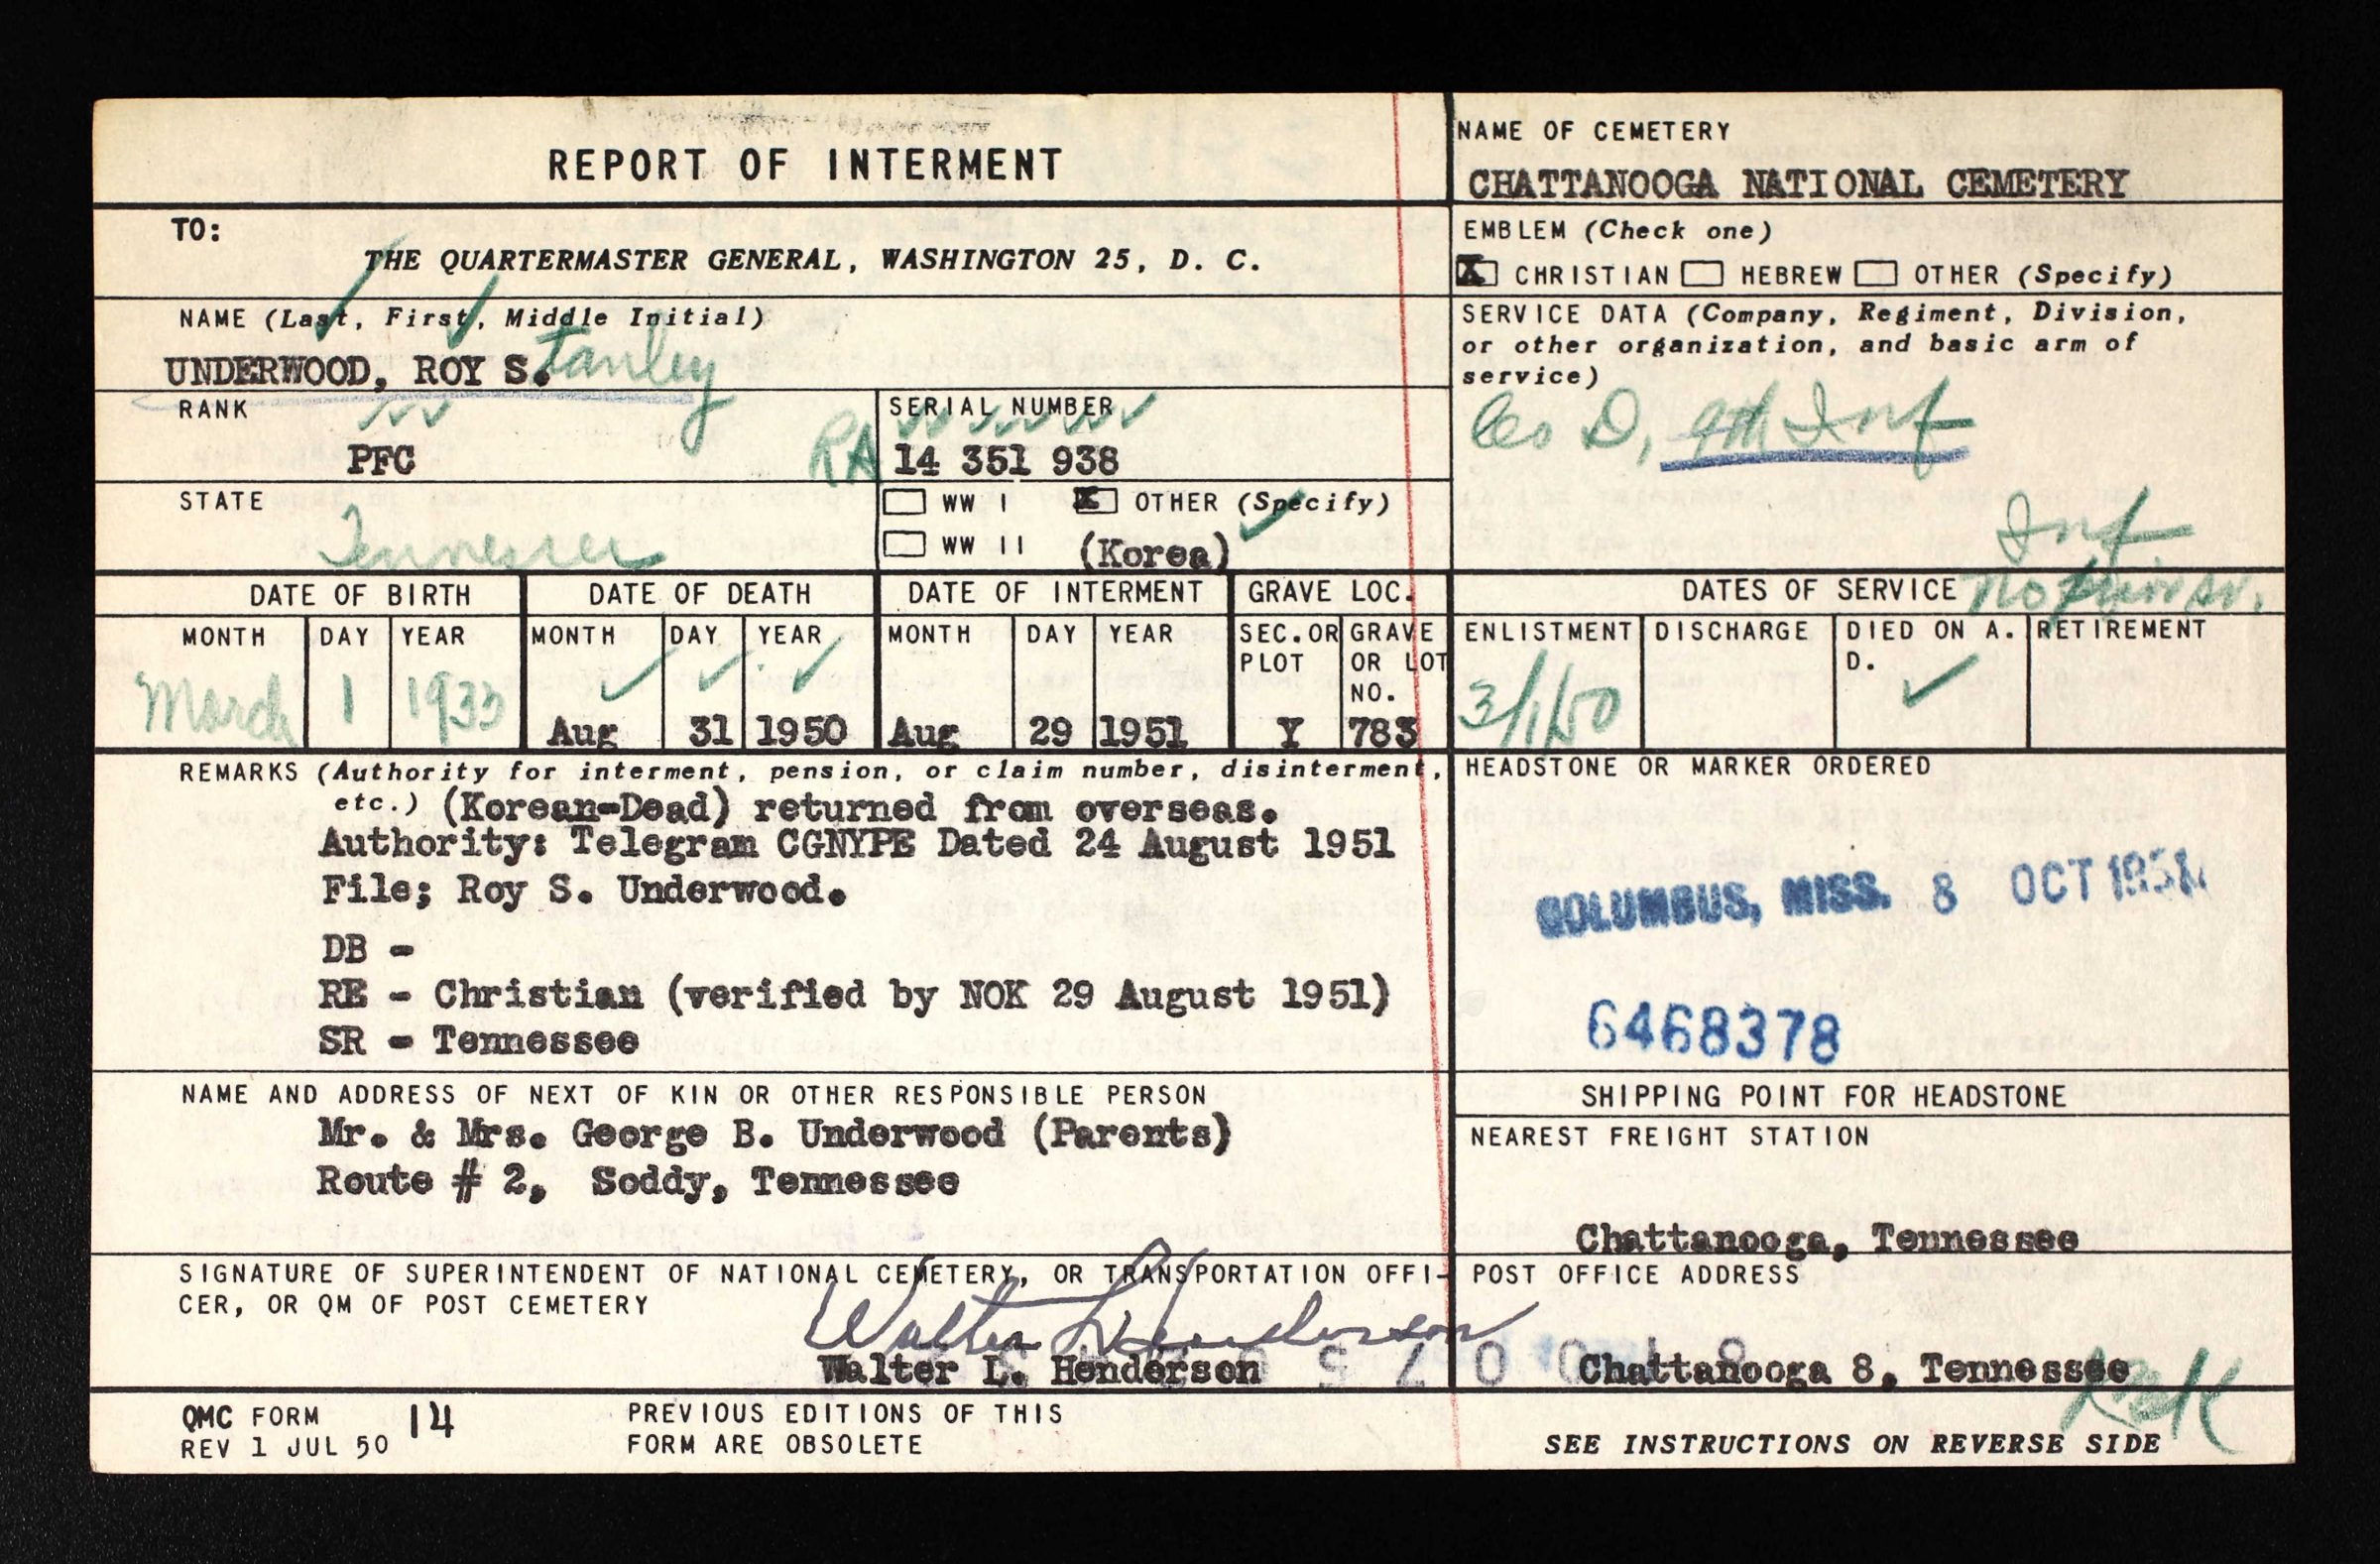 REPORT OF INTERMENT
NAME OF CEMETERY
CHATTANOOGA NATIONAL CEMETERY
TO:
THE QUARTERMASTER GENERAL, WASHINGTON 25, D. C.
EMBLEM (Check one)
X CHRISTIAN HEBREW OTHER (Specify)
NAME (Last, First, Middle Initial)
UNDERWOOD, ROY S. tanley
SERVICE DATA (Company, Regiment, Division,
or other organization, and basic arm of
service)
Co D, 9th Inf
Inf
RANK
PFC
SERIAL NUMBER
RA 14 351 938
STATE
Tennessee
WW I X OTHER (Specify)
WW II (Korea)
DATE OF BIRTH
MONTH DAY YEAR
March 1 1933
DATE OF DEATH
MONTH DAY YEAR
Aug 31 1950
DATE OF INTERMENT
MONTH DAY YEAR
Aug 29 1951
GRAVE LOC.
SEC. OR PLOT
Y
GRAVE OR LOT NO.
783
DATES OF SERVICE no
ENLISTMENT DISCHARGE DIED ON A. D. RETIREMENT
3/1/50
REMARKS (Authority for interment, pension, or claim number, disinterment,
etc.) (Korean-Dead) returned from overseas.
Authority: Telegram CGNYPE Dated 24 August 1951
File; Roy S. Underwood.
DB -
RE - Christian (verified by NOK 29 August 1951)
SR - Tennessee
HEADSTONE OR MARKER ORDERED
COLUMBUS, MISS. 8 OCT 1951
6468378
NAME AND ADDRESS OF NEXT OF KIN OR OTHER RESPONSIBLE PERSON
Mr. & Mrs. George B. Underwood (Parents)
Route # 2, Soddy, Tennessee
SHIPPING POINT FOR HEADSTONE
NEAREST FREIGHT STATION
Chattanooga, Tennessee
SIGNATURE OF SUPERINTENDENT OF NATIONAL CEMETERY, OR TRANSPORTATION OFFI-
CER, OR QM OF POST CEMETERY
Walter L Henderson
Walter L. Henderson
POST OFFICE ADDRESS
Chattanooga 8, Tennessee
QMC FORM 14
REV 1 JUL 50
PREVIOUS EDITIONS OF THIS
FORM ARE OBSOLETE
SEE INSTRUCTIONS ON REVERSE SIDE